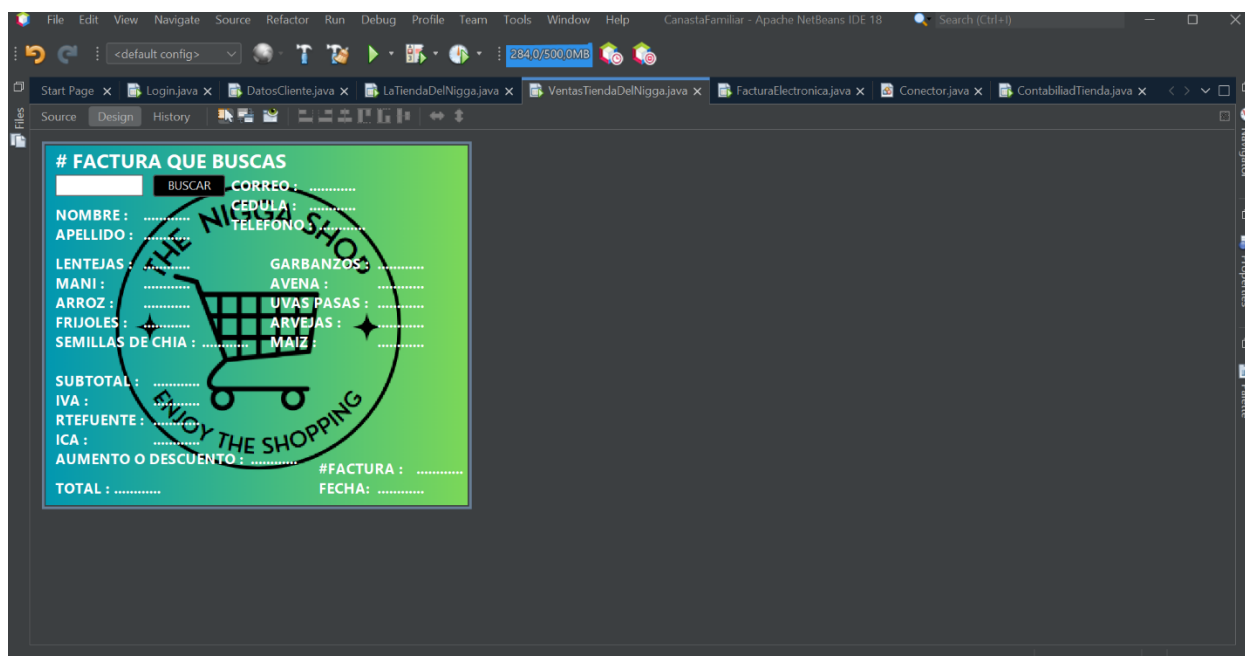 File Edit View Navigate Source Refactor Run Debug Profile Team Tools Window Help CanastaFamiliar - Apache NetBeans IDE 18 Search (Ctrl+I)
<default config> 284,0/500,0MB
Start Page Login.java DatosCliente.java LaTiendaDelNigga.java VentasTiendaDelNigga.java FacturaElectronica.java Conector.java ContabiliadTienda.java
Source Design History
Files
Navigator
Properties
Palette
# FACTURA QUE BUSCAS
BUSCAR CORREO : ............
CEDULA : ............
NOMBRE : ............ TELEFONO : ............
APELLIDO : ............
THE NIGGA SHOP
LENTEJAS : ............ GARBANZOS : ............
MANI : ............ AVENA : ............
ARROZ : ............ UVAS PASAS : ............
FRIJOLES : ............ ARVEJAS : ............
SEMILLAS DE CHIA : ............ MAIZ : ............
SUBTOTAL : ............
IVA : ............
RTEFUENTE : ............
ICA : ............
ENJOY THE SHOPPING
AUMENTO O DESCUENTO : ............
#FACTURA : ............
TOTAL : ............ FECHA: ............